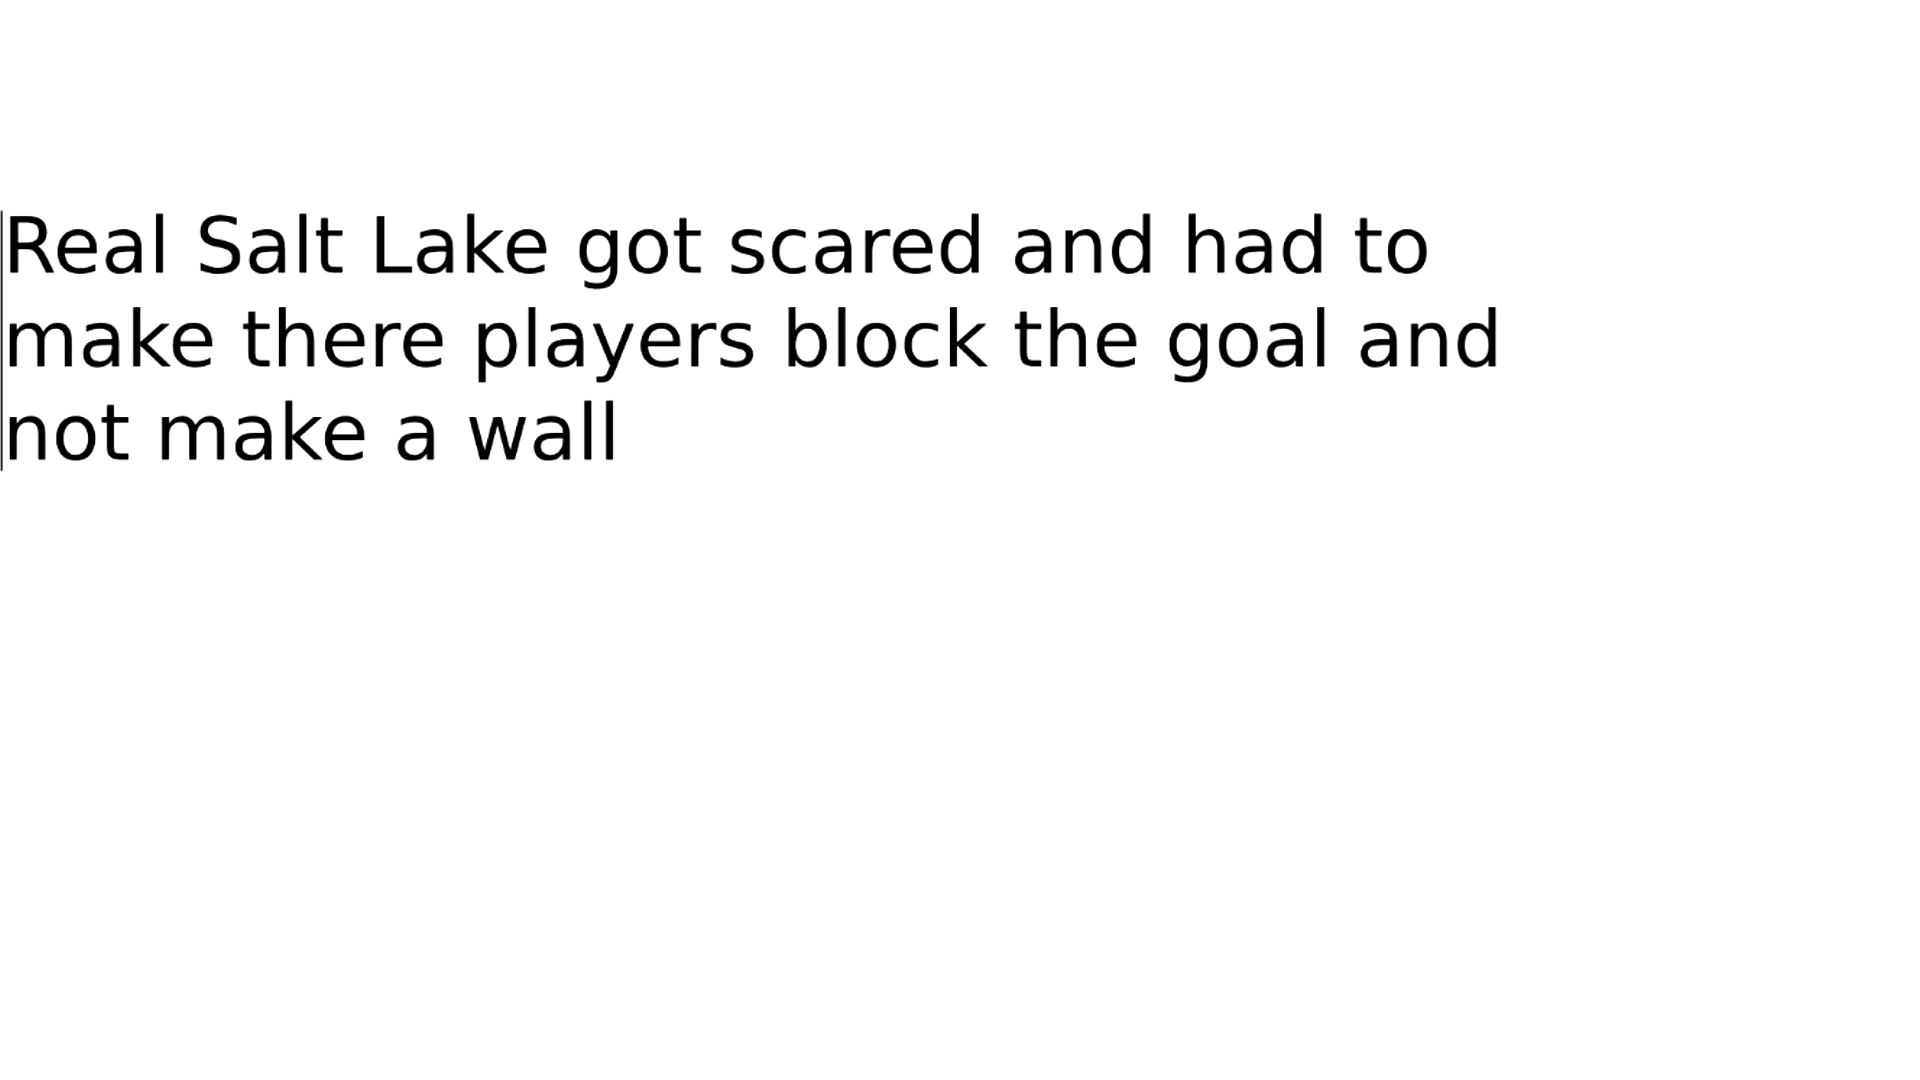 Real Salt Lake got scared and had to
make there players block the goal and
not make a wall